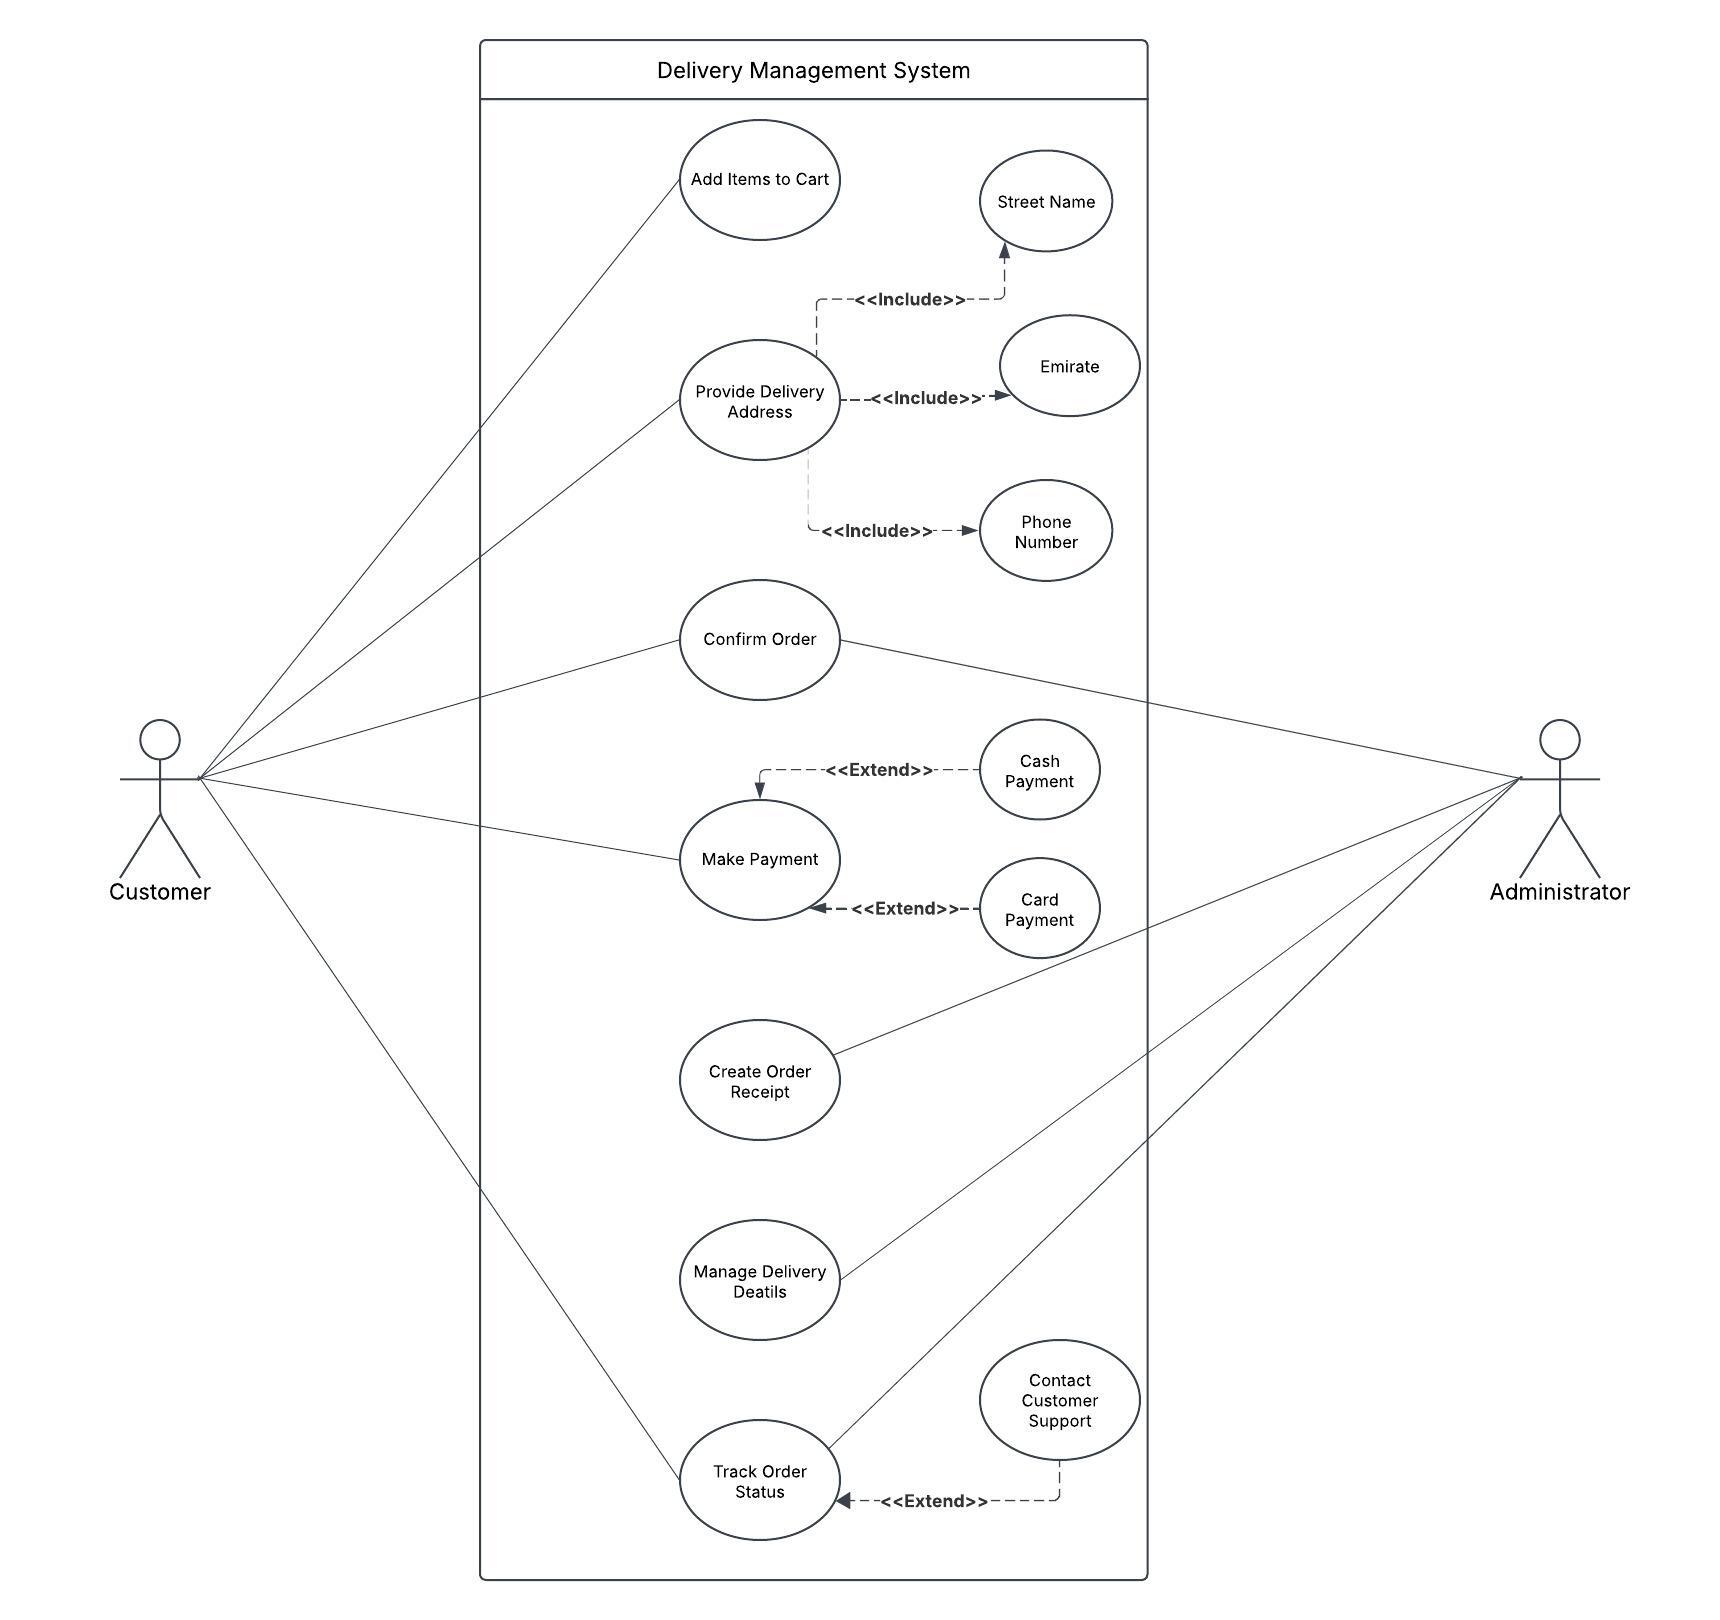 Delivery Management System
Add Items to Cart
Street Name
<<Include>>
Emirate
Provide Delivery
Address
<<Include>>
Phone
Number
<<Include>>
Confirm Order
Cash
Payment
<<Extend>>
Make Payment
Card
Payment
<<Extend>>
Customer
Administrator
Create Order
Receipt
Manage Delivery
Deatils
Contact
Customer
Support
Track Order
Status
<<Extend>>